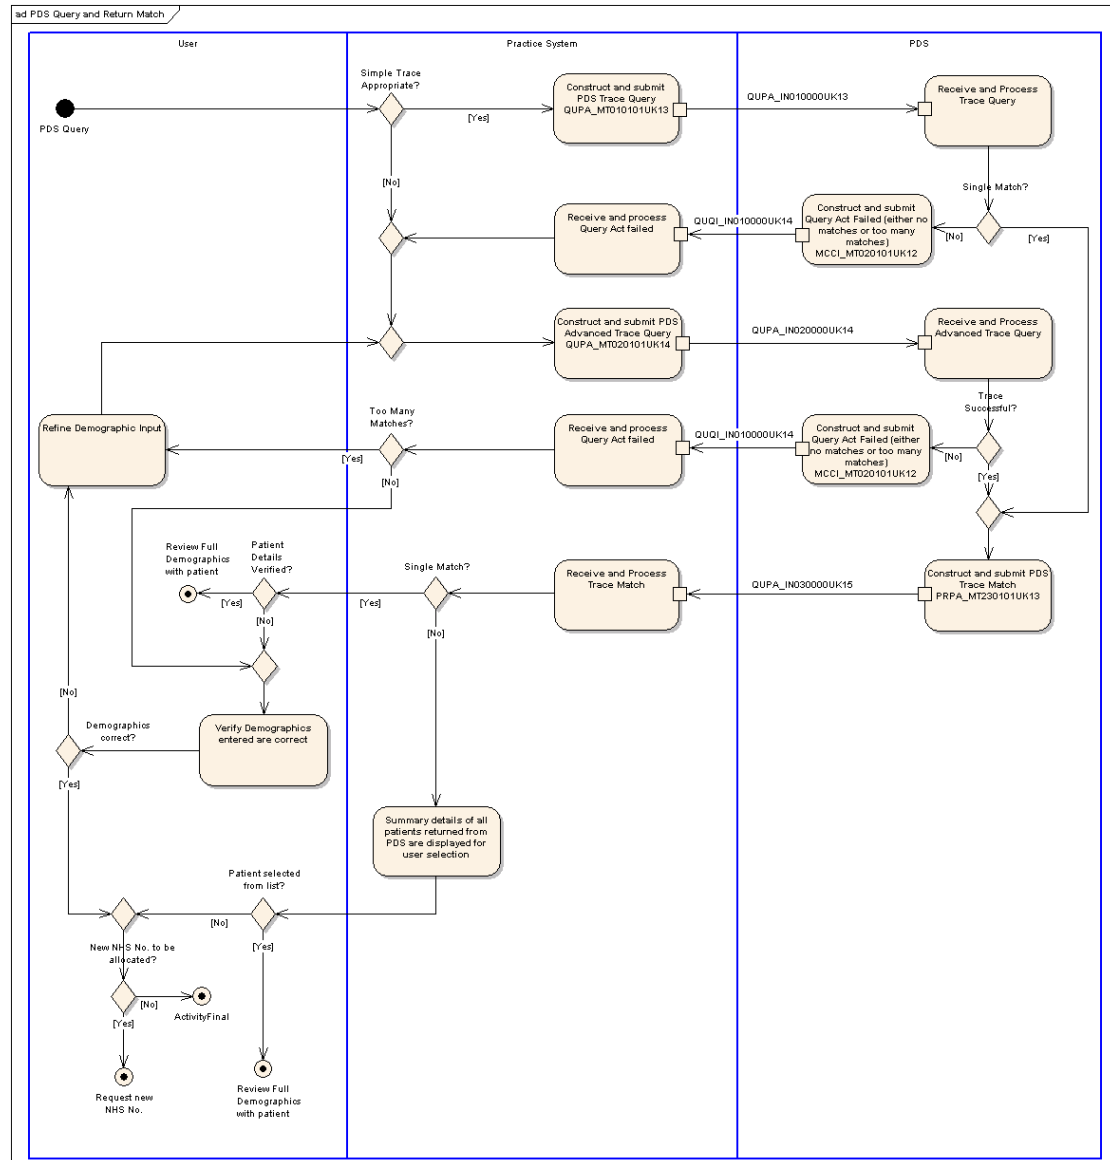 ad PDS Query and Return Match
User
Practice System
PDS
PDS Query
Simple Trace
Appropriate?
[Yes]
[No]
Construct and submit
PDS Trace Query
QUPA_MT010101UK13
QUPA_IN010000UK13
Receive and Process
Trace Query
Single Match?
[No]
[Yes]
Construct and submit
Query Act Failed (either no
matches or too many
matches)
MCCI_MT020101UK12
QUQI_IN010000UK14
Receive and process
Query Act failed
Construct and submit PDS
Advanced Trace Query
QUPA_MT020101UK14
QUPA_IN020000UK14
Receive and Process
Advanced Trace Query
Trace
Successful?
[No]
[Yes]
Construct and submit
Query Act Failed (either
no matches or too many
matches)
MCCI_MT020101UK12
QUQI_IN010000UK14
Receive and process
Query Act failed
Too Many
Matches?
[Yes]
[No]
Refine Demographic Input
Construct and submit PDS
Trace Match
PRPA_MT230101UK13
QUPA_IN030000UK15
Receive and Process
Trace Match
Single Match?
[Yes]
[No]
Patient
Details
Verified?
[Yes]
[No]
Review Full
Demographics
with patient
Verify Demographics
entered are correct
Demographics
correct?
[No]
[Yes]
Summary details of all
patients returned from
PDS are displayed for
user selection
Patient selected
from list?
[No]
[Yes]
New NHS No. to be
allocated?
[No]
[Yes]
ActivityFinal
Request new
NHS No.
Review Full
Demographics
with patient